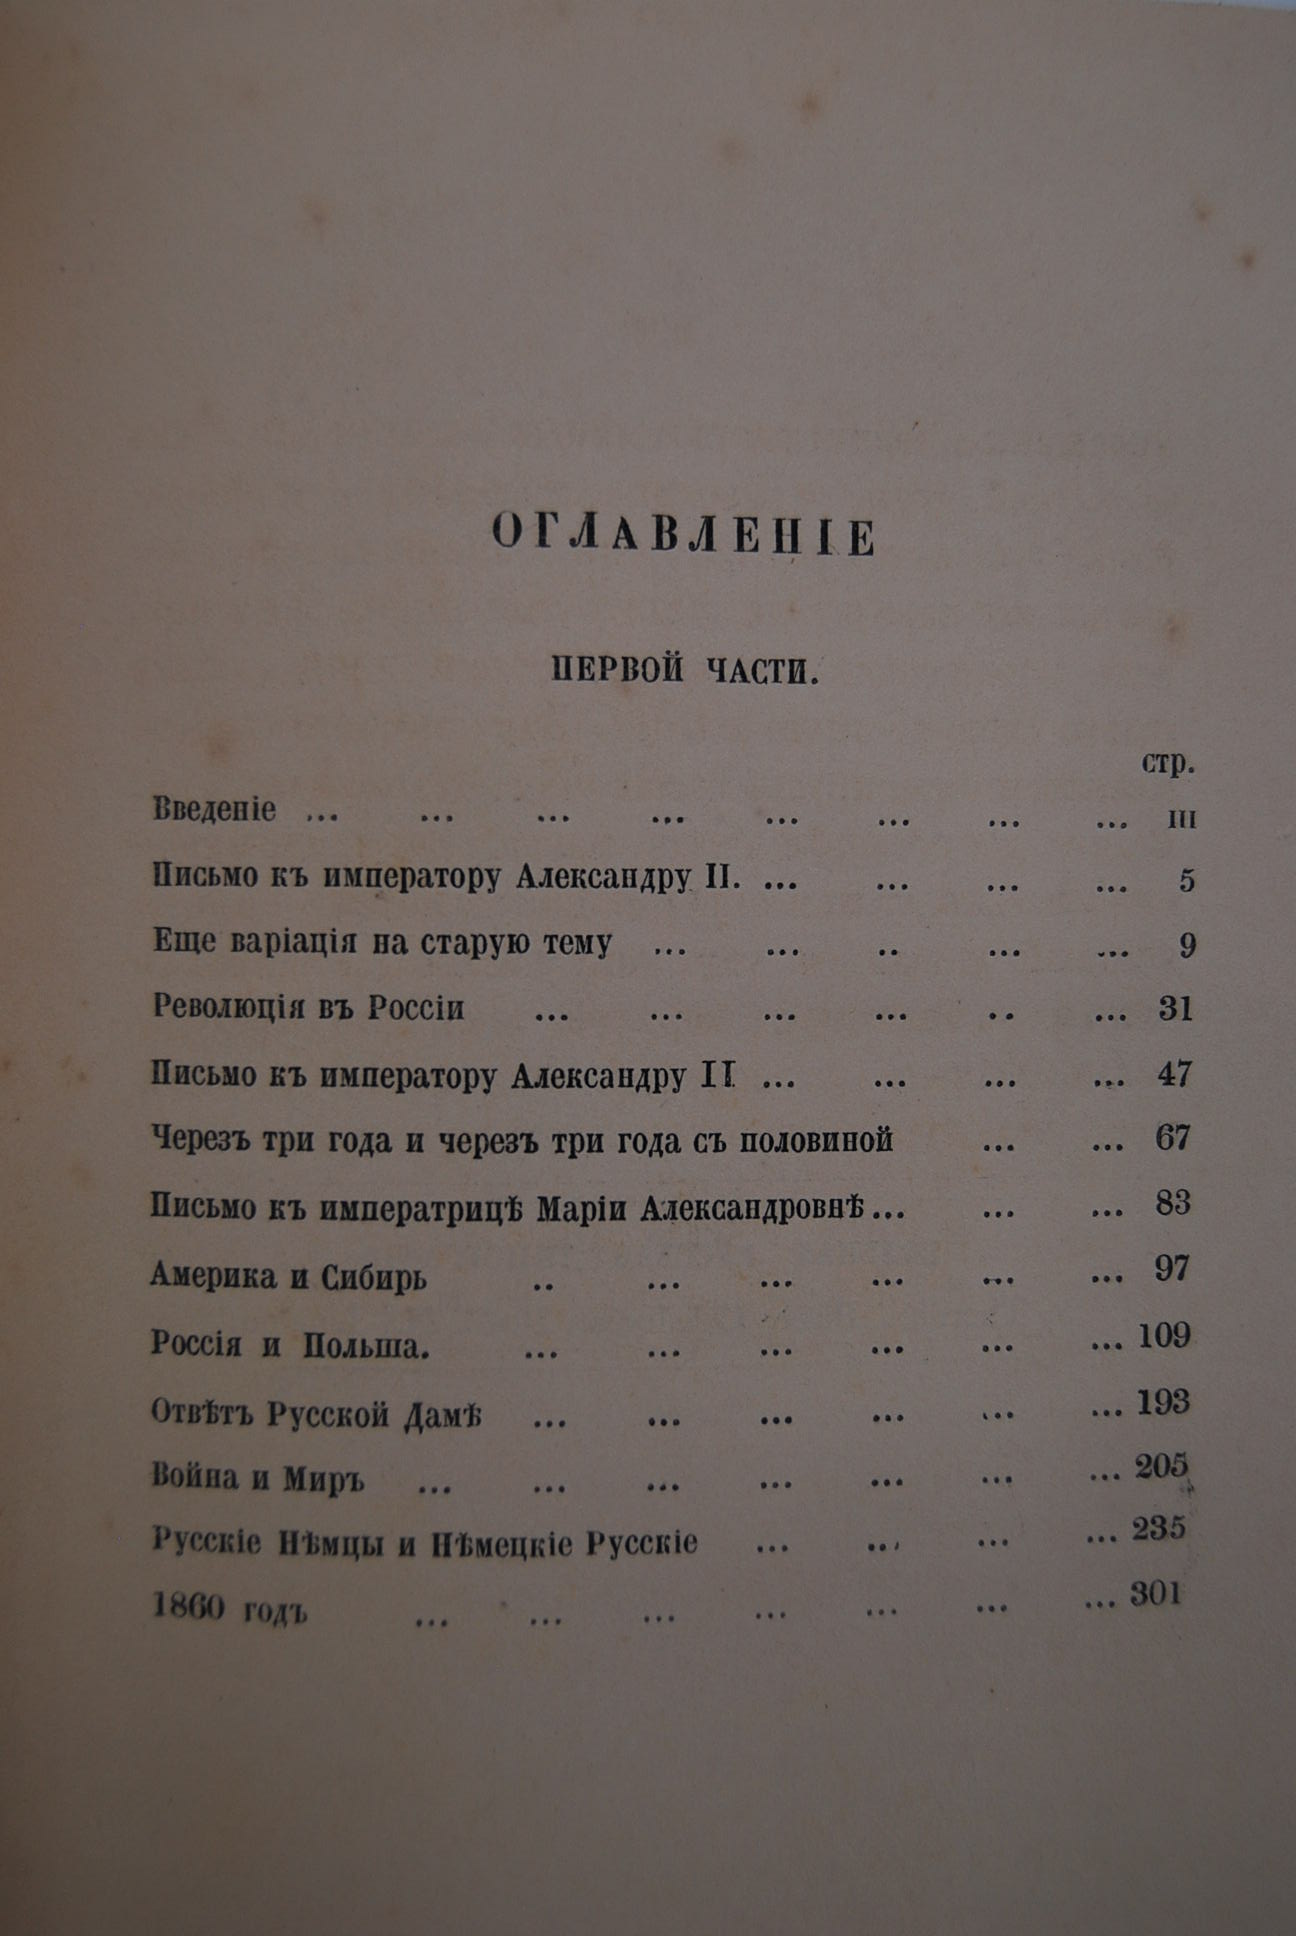 ОГЛАВЛЕНІЕ
ПЕРВОЙ ЧАСТИ.
стр.
Введеніе ... ... ... ... ... ... ... ... III
Письмо къ императору Александру II. ... ... ... ... 5
Еще варіація на старую тему ... ... .. ... ... 9
Революція въ Россіи ... ... ... ... .. ... 31
Письмо къ императору Александру II ... ... ... ... 47
Черезъ три года и черезъ три года съ половиной ... ... 67
Письмо къ императрицѣ Маріи Александровнѣ... ... ... 83
Америка и Сибирь .. ... ... ... ... ... 97
Россія и Польша. ... ... ... ... ... ... 109
Отвѣтъ Русской Дамѣ ... ... ... ... ... ... 193
Война и Миръ ... ... ... ... ... ... ... 205
Русскіе Нѣмцы и Нѣмецкіе Русскіе ... ... ... ... 235
1860 годъ ... ... ... ... ... ... ... 301